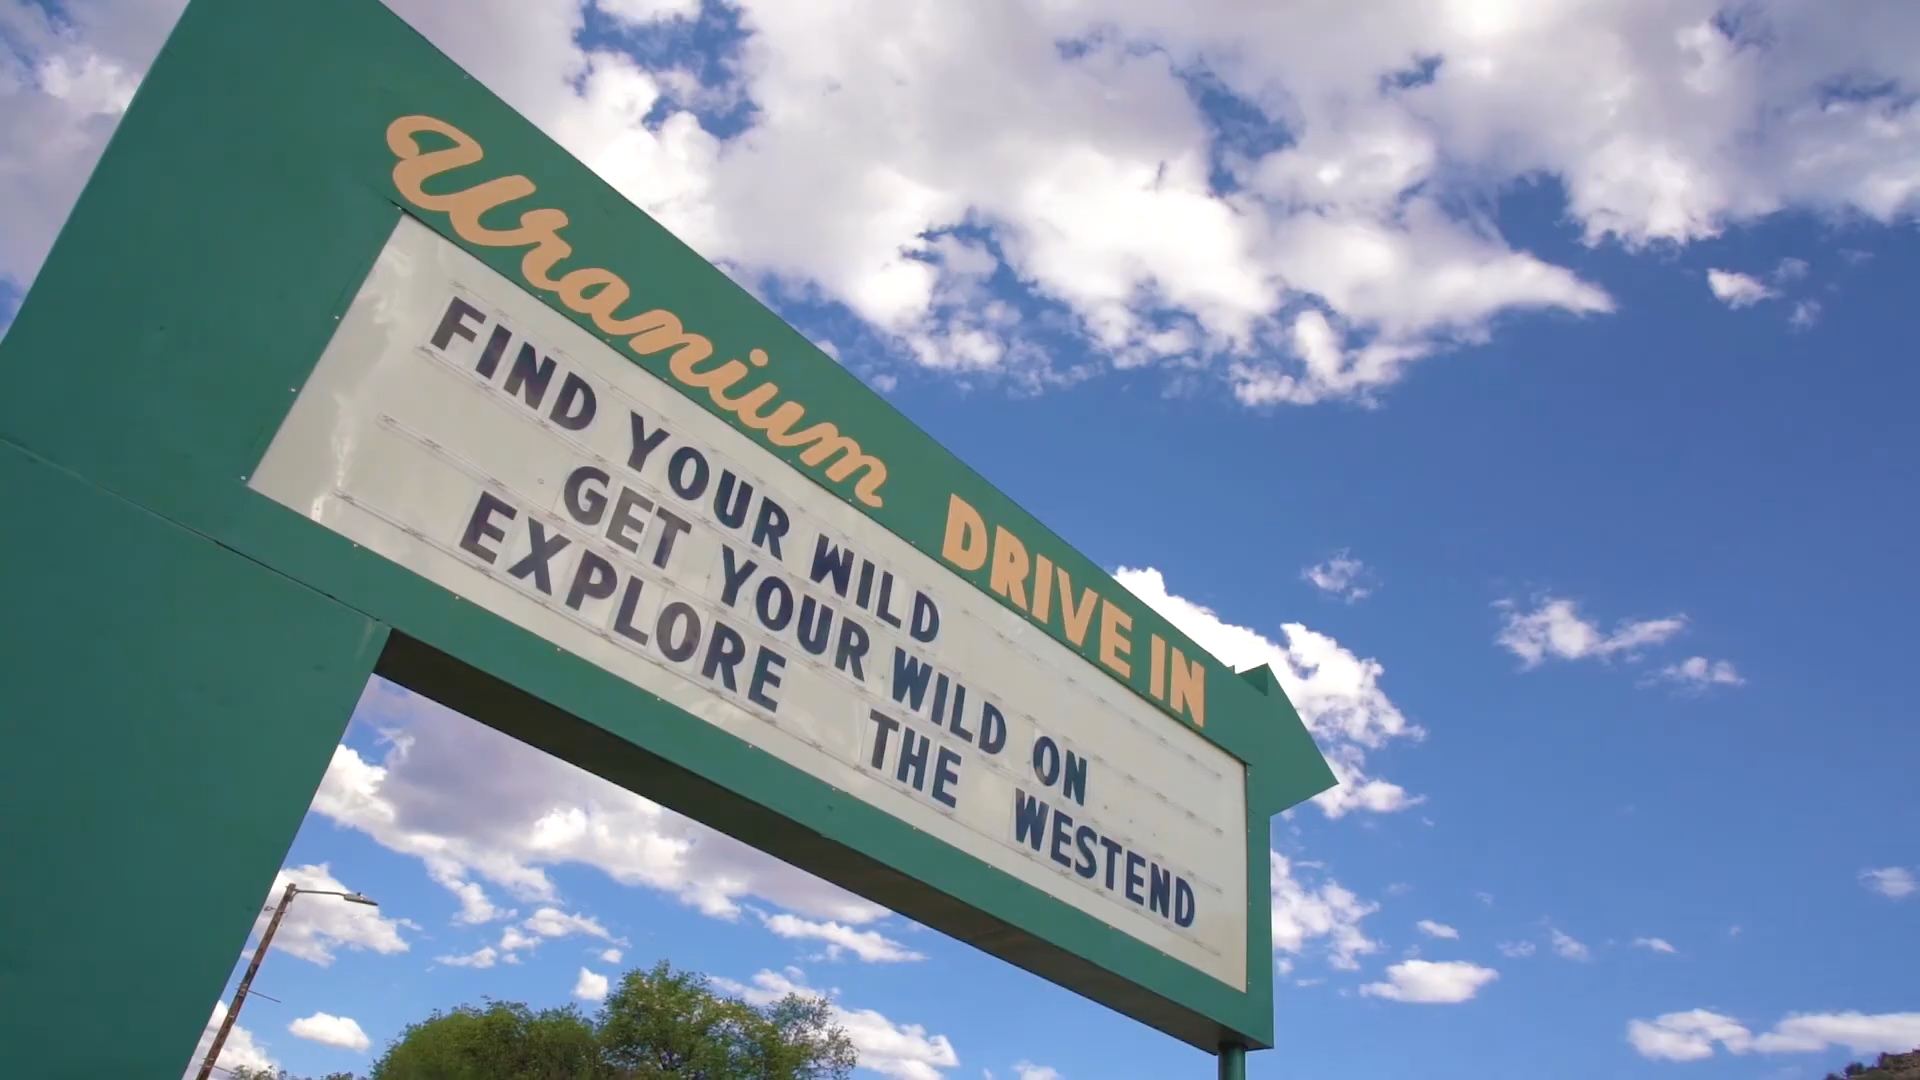 Uranium DRIVE IN
FIND YOUR WILD
GET YOUR WILD ON
EXPLORE THE WESTEND